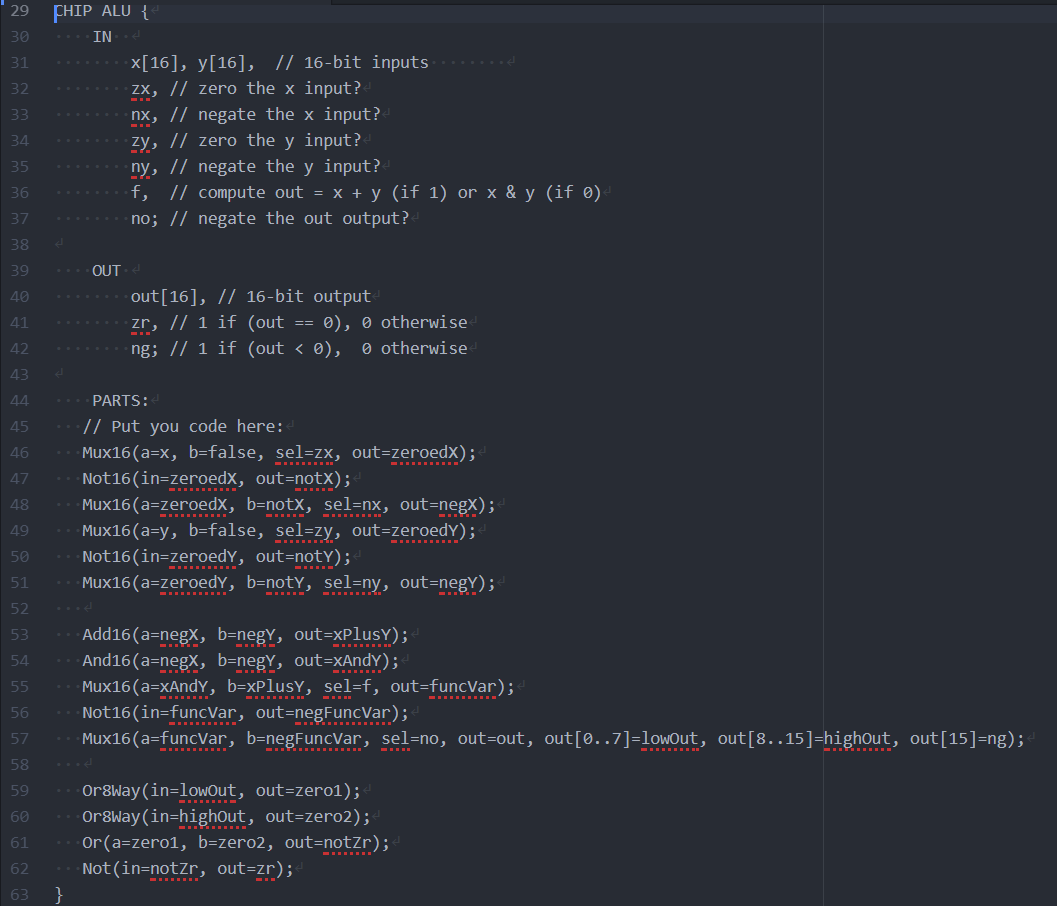 29 CHIP ALU {
30 IN
31 x[16], y[16],  // 16-bit inputs
32 zx, // zero the x input?
33 nx, // negate the x input?
34 zy, // zero the y input?
35 ny, // negate the y input?
36 f,  // compute out = x + y (if 1) or x & y (if 0)
37 no; // negate the out output?
38
39 OUT
40 out[16], // 16-bit output
41 zr, // 1 if (out == 0), 0 otherwise
42 ng; // 1 if (out < 0),  0 otherwise
43
44 PARTS:
45 // Put you code here:
46 Mux16(a=x, b=false, sel=zx, out=zeroedX);
47 Not16(in=zeroedX, out=notX);
48 Mux16(a=zeroedX, b=notX, sel=nx, out=negX);
49 Mux16(a=y, b=false, sel=zy, out=zeroedY);
50 Not16(in=zeroedY, out=notY);
51 Mux16(a=zeroedY, b=notY, sel=ny, out=negY);
52
53 Add16(a=negX, b=negY, out=xPlusY);
54 And16(a=negX, b=negY, out=xAndY);
55 Mux16(a=xAndY, b=xPlusY, sel=f, out=funcVar);
56 Not16(in=funcVar, out=negFuncVar);
57 Mux16(a=funcVar, b=negFuncVar, sel=no, out=out, out[0..7]=lowOut, out[8..15]=highOut, out[15]=ng);
58
59 Or8Way(in=lowOut, out=zero1);
60 Or8Way(in=highOut, out=zero2);
61 Or(a=zero1, b=zero2, out=notZr);
62 Not(in=notZr, out=zr);
63 }